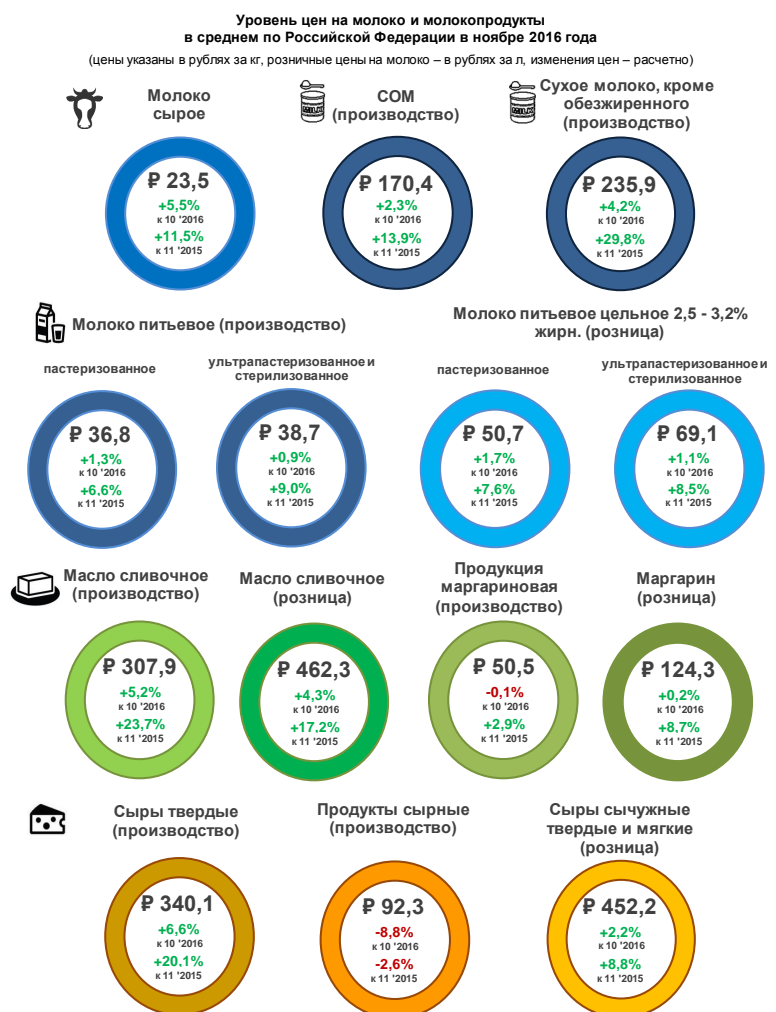 Уровень цен на молоко и молокопродукты
в среднем по Российской Федерации в ноябре 2016 года
(цены указаны в рублях за кг, розничные цены на молоко – в рублях за л, изменения цен – расчетно)
Молоко
сырое
₽ 23,5
+5,5%
к 10 '2016
+11,5%
к 11 '2015
СОМ
(производство)
MILK
₽ 170,4
+2,3%
к 10 '2016
+13,9%
к 11 '2015
Сухое молоко, кроме
обезжиренного
(производство)
MILK
₽ 235,9
+4,2%
к 10 '2016
+29,8%
к 11 '2015
Молоко питьевое (производство)
пастеризованное
₽ 36,8
+1,3%
к 10 '2016
+6,6%
к 11 '2015
ультрапастеризованное и
стерилизованное
₽ 38,7
+0,9%
к 10 '2016
+9,0%
к 11 '2015
Молоко питьевое цельное 2,5 - 3,2%
жирн. (розница)
пастеризованное
₽ 50,7
+1,7%
к 10 '2016
+7,6%
к 11 '2015
ультрапастеризованное и
стерилизованное
₽ 69,1
+1,1%
к 10 '2016
+8,5%
к 11 '2015
Масло сливочное
(производство)
₽ 307,9
+5,2%
к 10 '2016
+23,7%
к 11 '2015
Масло сливочное
(розница)
₽ 462,3
+4,3%
к 10 '2016
+17,2%
к 11 '2015
Продукция
маргариновая
(производство)
₽ 50,5
-0,1%
к 10 '2016
+2,9%
к 11 '2015
Маргарин
(розница)
₽ 124,3
+0,2%
к 10 '2016
+8,7%
к 11 '2015
Сыры твердые
(производство)
₽ 340,1
+6,6%
к 10 '2016
+20,1%
к 11 '2015
Продукты сырные
(производство)
₽ 92,3
-8,8%
к 10 '2016
-2,6%
к 11 '2015
Сыры сычужные
твердые и мягкие
(розница)
₽ 452,2
+2,2%
к 10 '2016
+8,8%
к 11 '2015